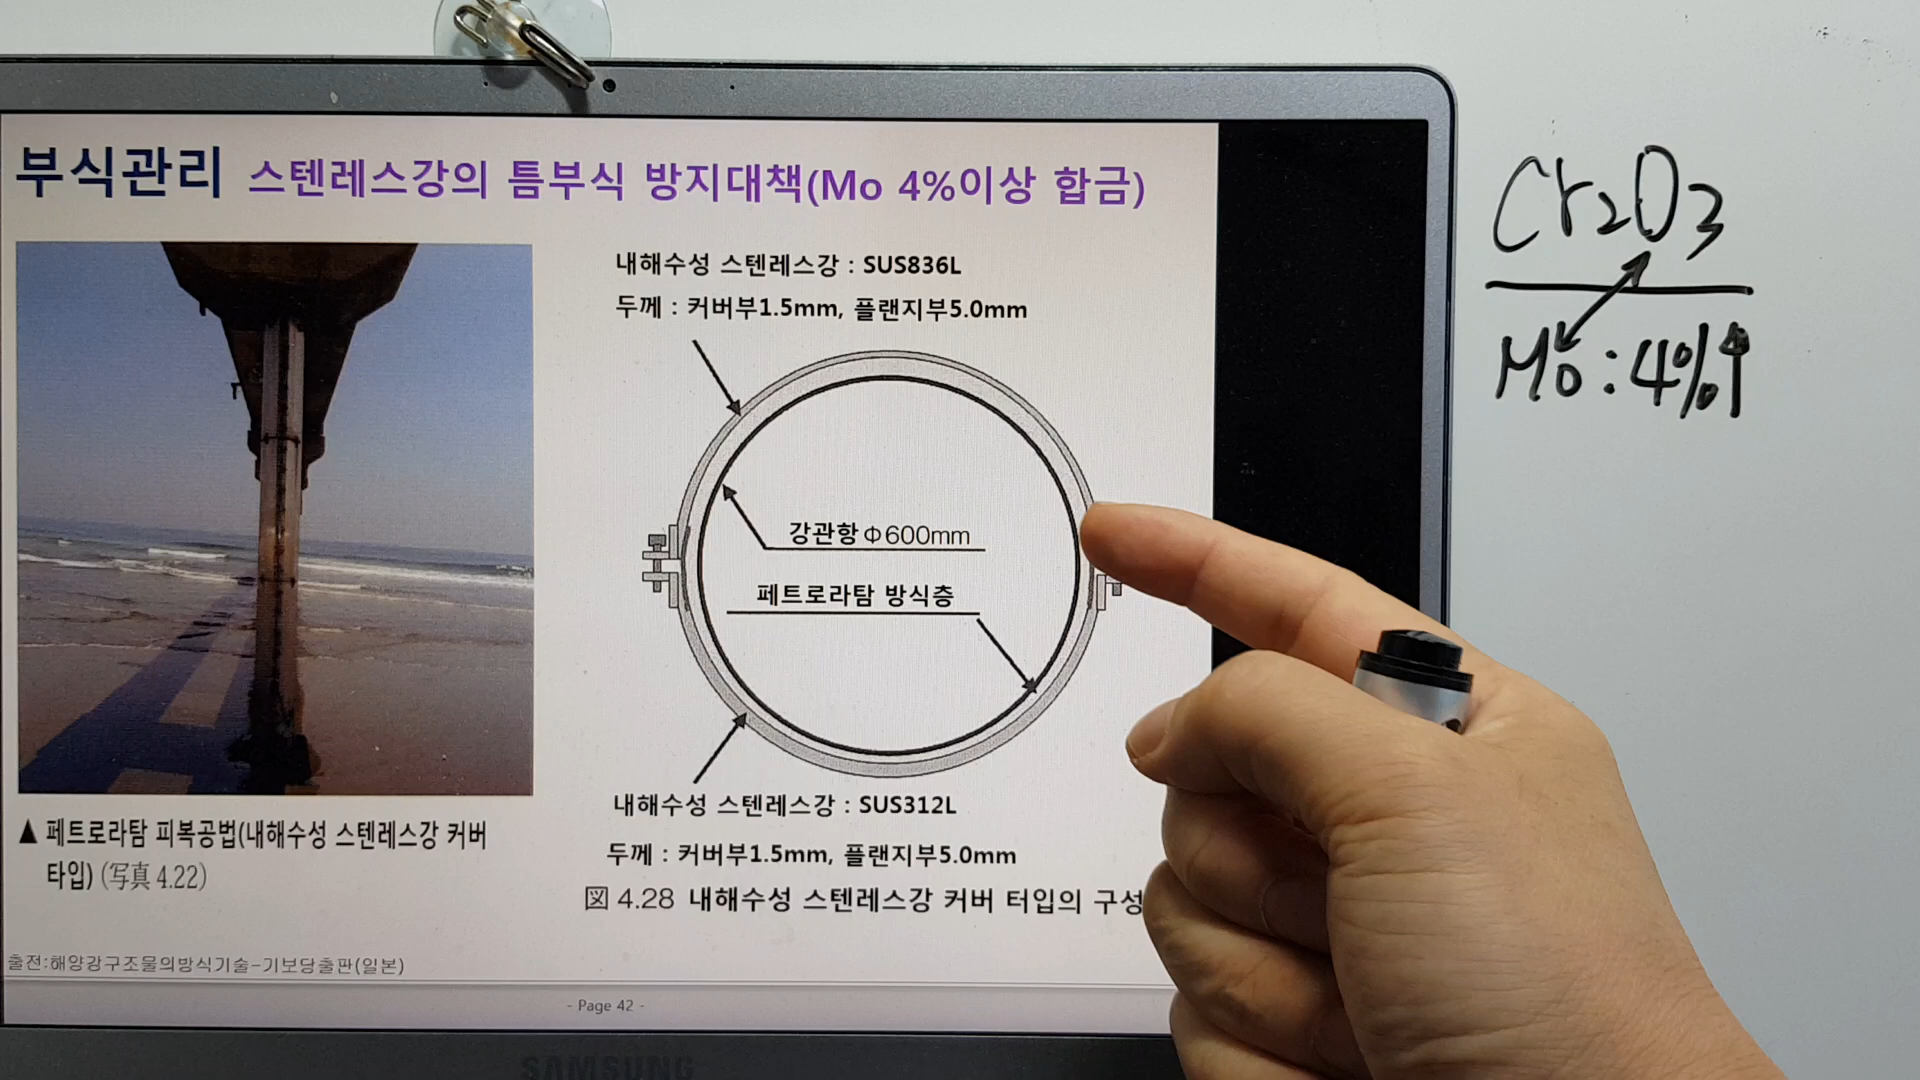 부식관리 스텐레스강의 틈부식 방지대책(Mo 4%이상 합금)
내해수성 스텐레스강 : SUS836L
두께 : 커버부1.5mm, 플랜지부5.0mm
강관항 Φ600mm
페트로라탐 방식층
내해수성 스텐레스강 : SUS312L
두께 : 커버부1.5mm, 플랜지부5.0mm
図 4.28 내해수성 스텐레스강 커버 터입의 구성
▲ 페트로라탐 피복공법(내해수성 스텐레스강 커버
타입) (写真 4.22)
출전:해양강구조물의방식기술-기보당출판(일본)
- Page 42 -
SAMSUNG
Cr2O3
Mo : 4%↑